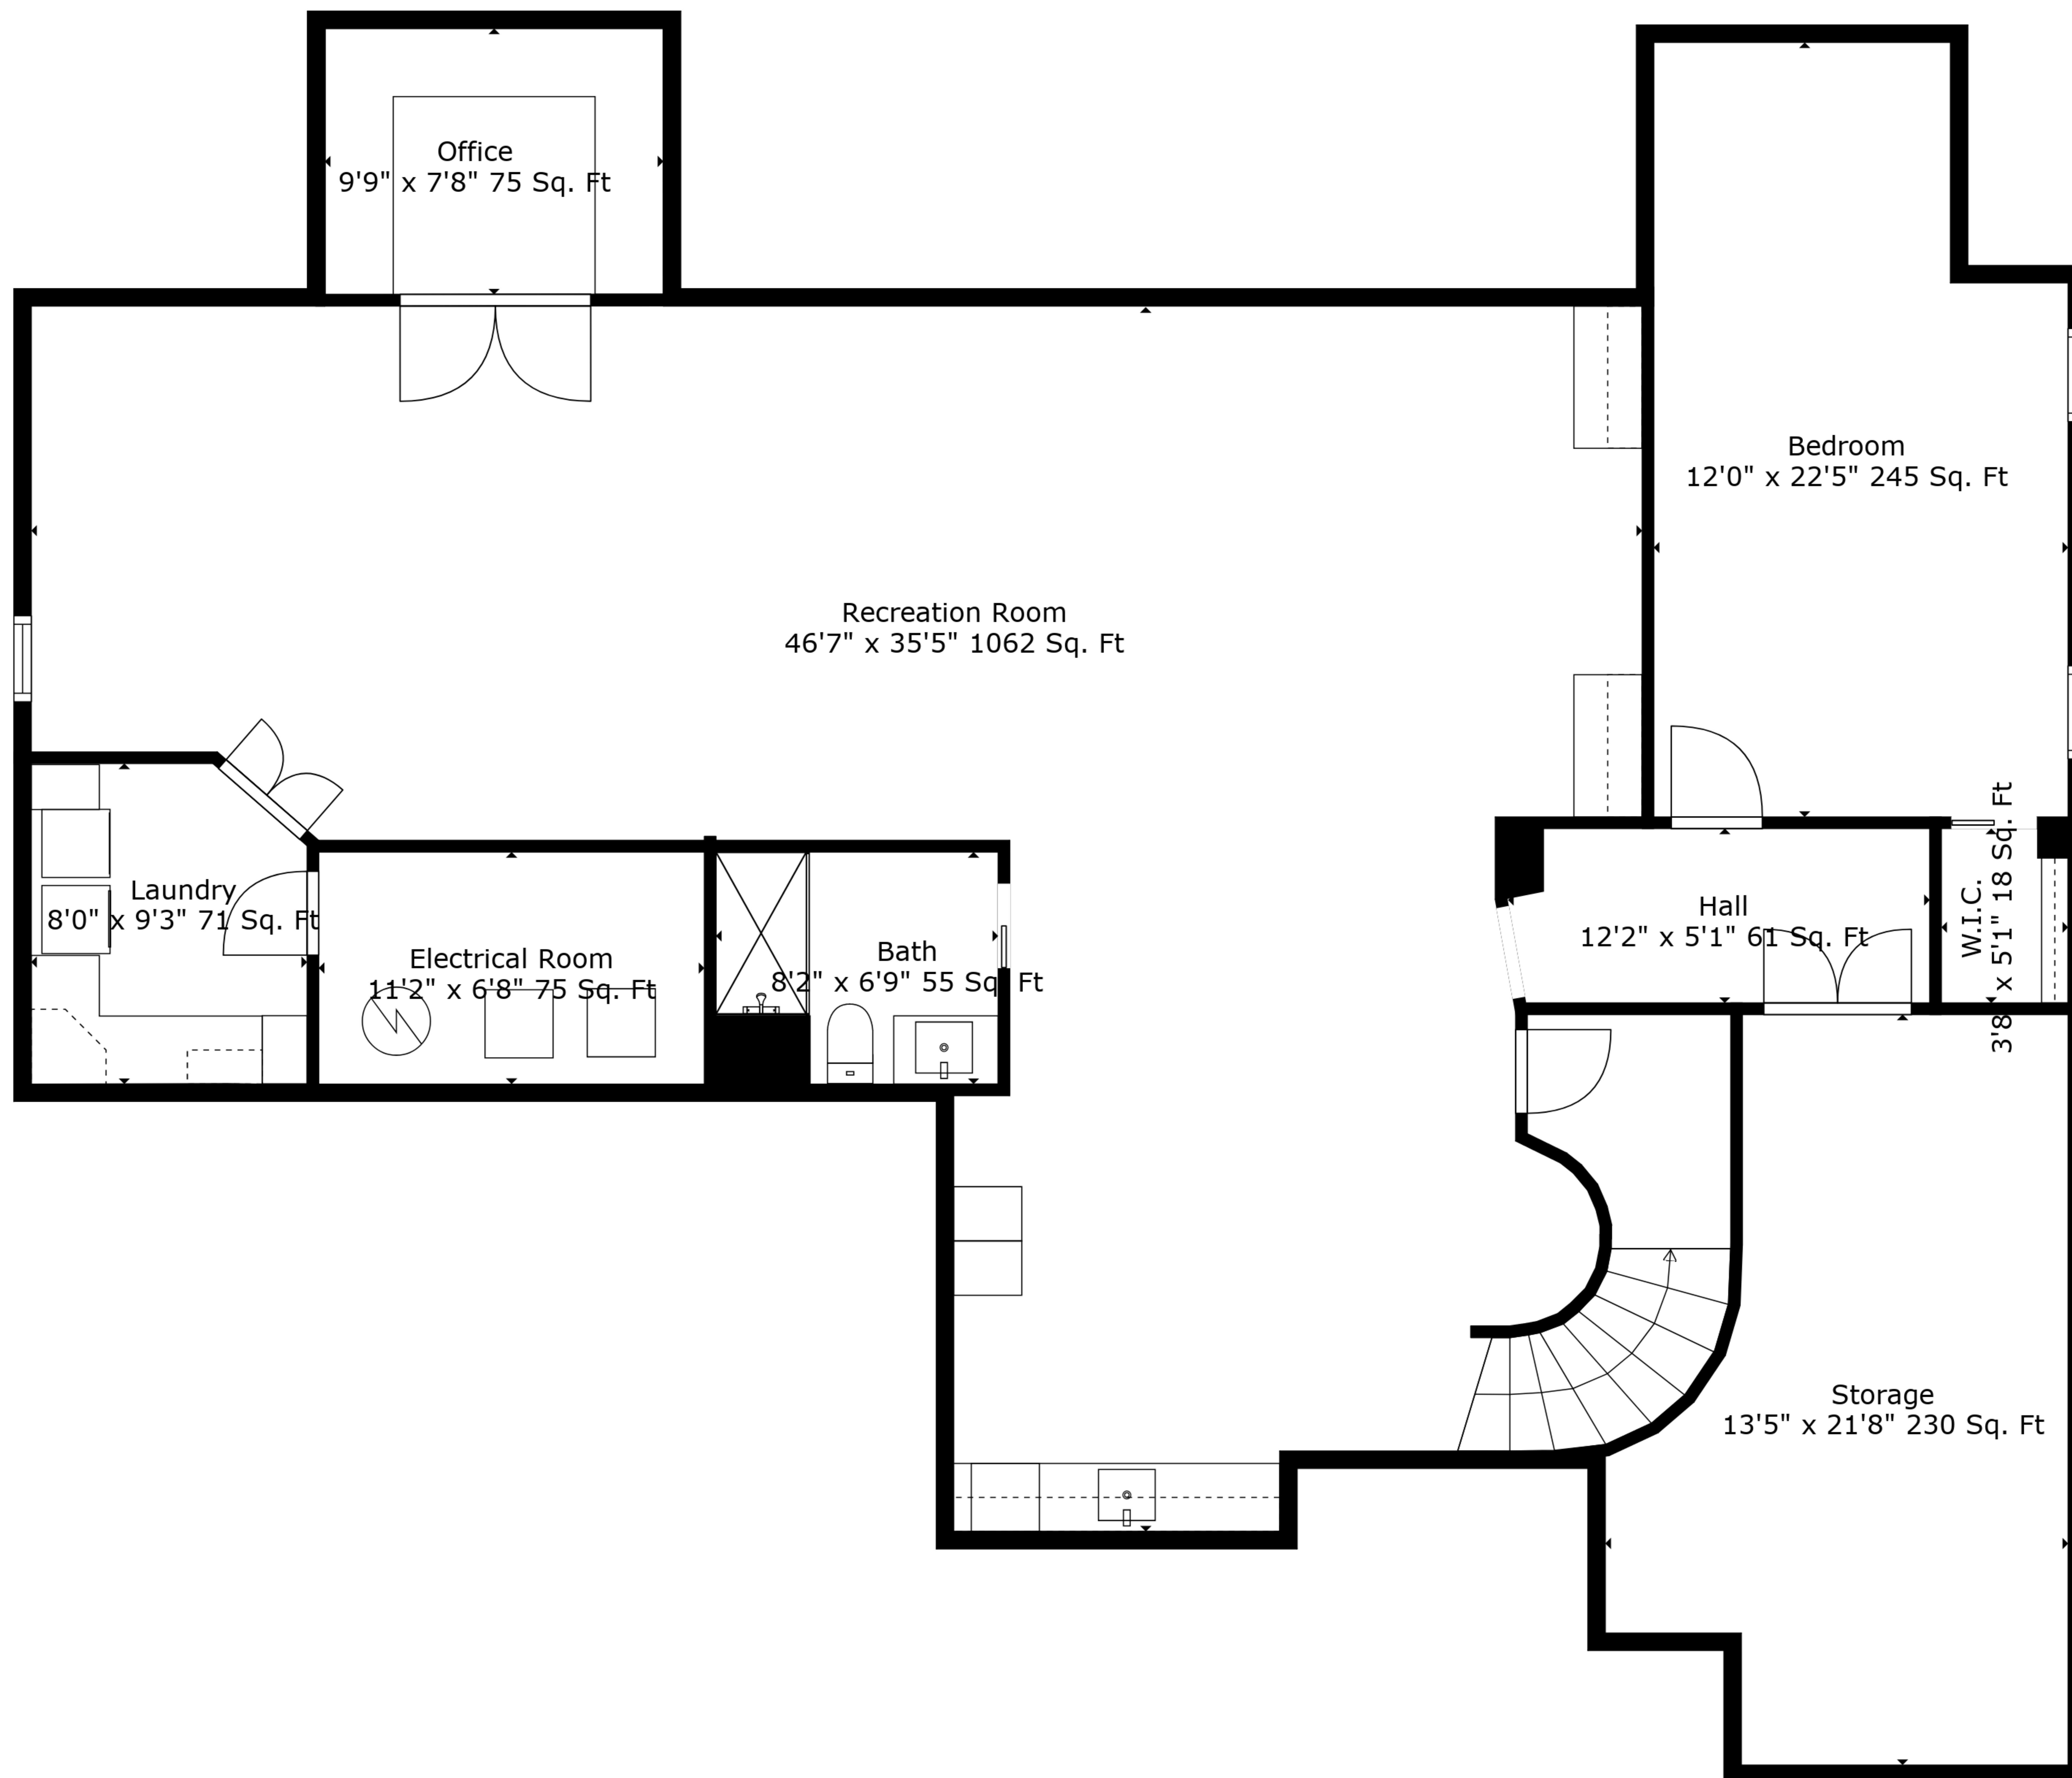 Office
9'9" x 7'8" 75 Sq. Ft
Bedroom
12'0" x 22'5" 245 Sq. Ft
Recreation Room
46'7" x 35'5" 1062 Sq. Ft
Laundry
8'0" x 9'3" 71 Sq. Ft
Electrical Room
11'2" x 6'8" 75 Sq. Ft
Bath
8'2" x 6'9" 55 Sq. Ft
Hall
12'2" x 5'1" 61 Sq. Ft
W.I.C.
3'8" x 5'1" 18 Sq. Ft
Storage
13'5" x 21'8" 230 Sq. Ft